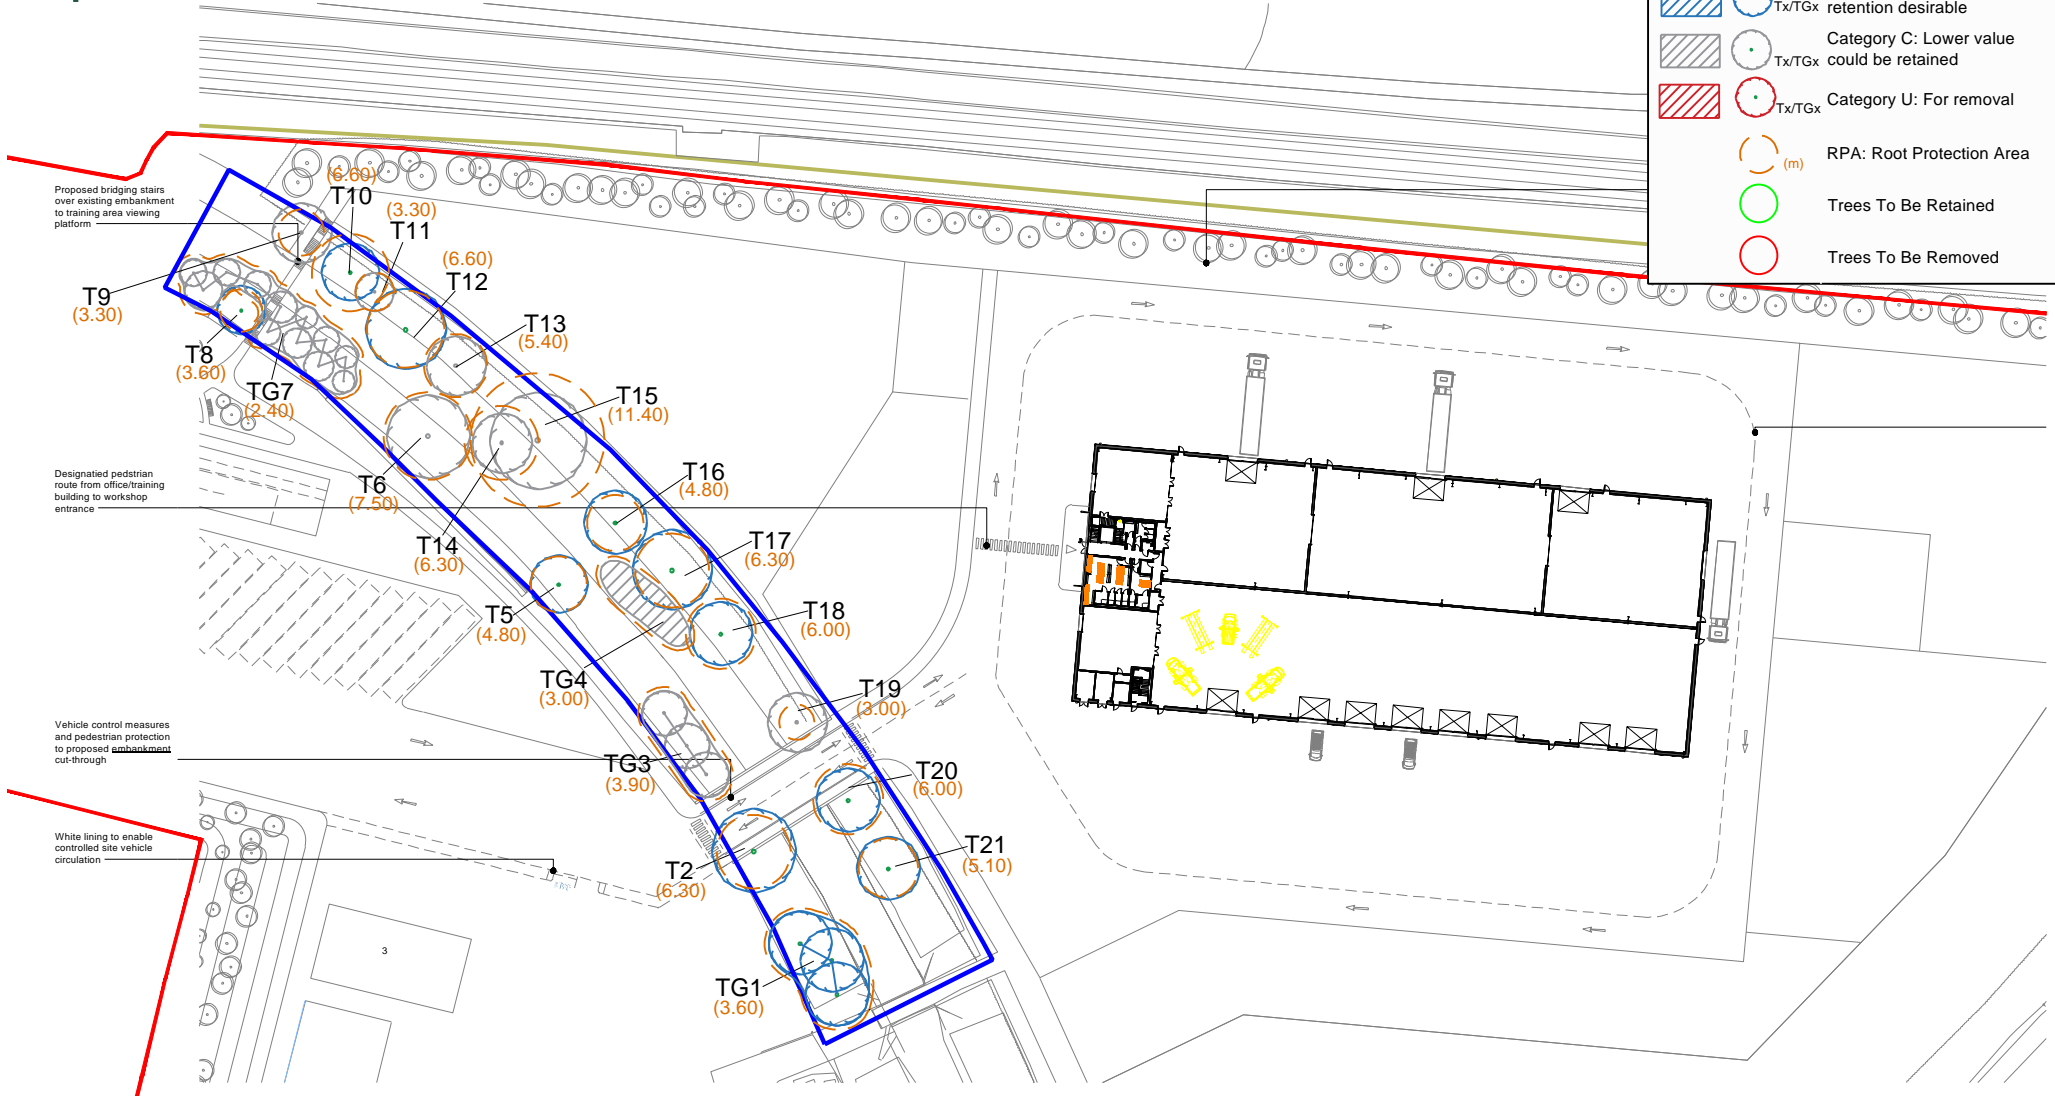 Tx/TGx retention desirable
Category C: Lower value
Tx/TGx could be retained
Tx/TGx Category U: For removal
(m) RPA: Root Protection Area
Trees To Be Retained
Trees To Be Removed
Proposed bridging stairs
over existing embankment
to training area viewing
platform
(6.60)
T10
(3.30)
T11
(6.60)
T12
T9
(3.30)
T13
(5.40)
T8
(3.60)
TG7
(2.40)
T15
(11.40)
T6
(7.50)
T16
(4.80)
Designatied pedstrian
route from office/training
building to workshop
entrance
T14
(6.30)
T17
(6.30)
T5
(4.80)
T18
(6.00)
TG4
(3.00)
T19
(3.00)
Vehicle control measures
and pedestrian protection
to proposed embankment
cut-through
TG3
(3.90)
T20
(6.00)
White lining to enable
controlled site vehicle
circulation
T2
(6.30)
T21
(5.10)
3
TG1
(3.60)